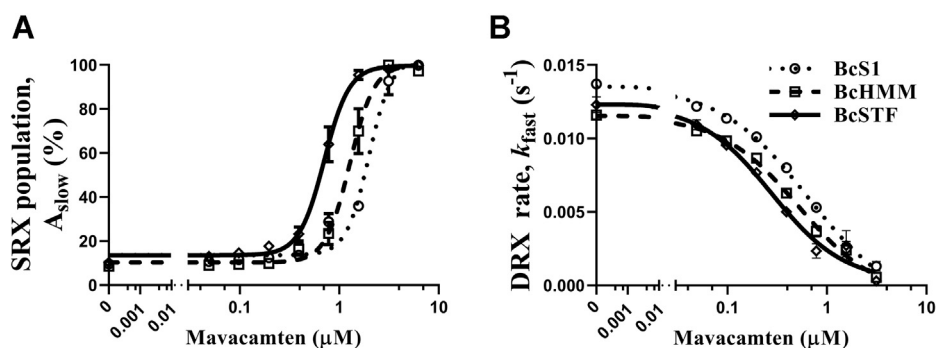 A
SRX population,
A_slow (%)
100
80
60
40
20
0
0
0.001
0.01
0.1
1
10
Mavacamten (μM)
B
DRX rate, k_fast (s⁻¹)
0.015
0.010
0.005
0.000
0
0.001
0.01
0.1
1
10
Mavacamten (μM)
BcS1
BcHMM
BcSTF